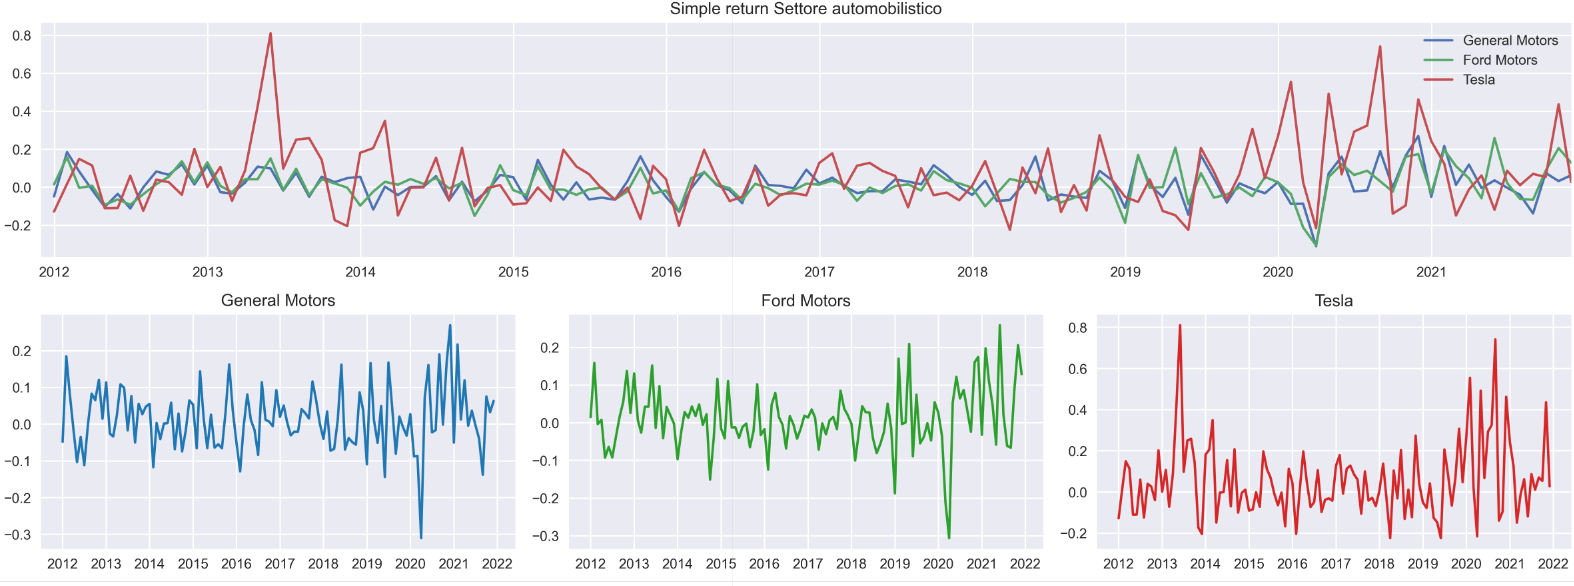 Simple return Settore automobilistico
0.8
0.6
0.4
0.2
0.0
−0.2
General Motors
Ford Motors
Tesla
2012 2013 2014 2015 2016 2017 2018 2019 2020 2021
General Motors
0.2
0.1
0.0
−0.1
−0.2
−0.3
2012 2013 2014 2015 2016 2017 2018 2019 2020 2021 2022
Ford Motors
0.2
0.1
0.0
−0.1
−0.2
−0.3
2012 2013 2014 2015 2016 2017 2018 2019 2020 2021 2022
Tesla
0.8
0.6
0.4
0.2
0.0
−0.2
2012 2013 2014 2015 2016 2017 2018 2019 2020 2021 2022